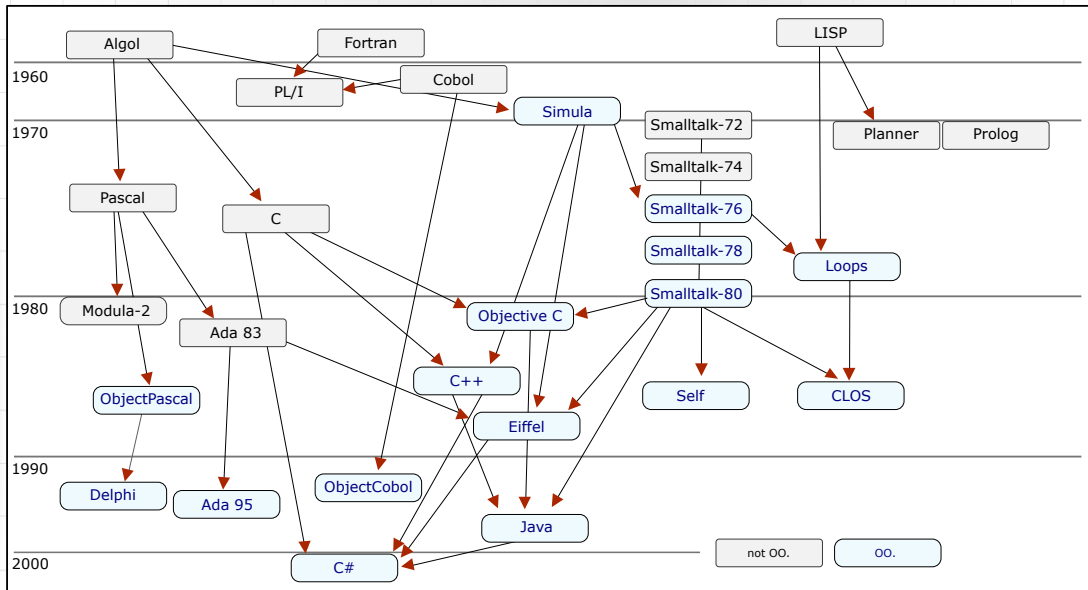 LISP
Fortran
Algol
1960
Cobol
PL/I
Simula
Smalltalk-72
1970
Planner
Prolog
Smalltalk-74
Pascal
Smalltalk-76
C
Smalltalk-78
Loops
Smalltalk-80
1980
Modula-2
Objective C
Ada 83
C++
Self
CLOS
ObjectPascal
Eiffel
1990
ObjectCobol
Delphi
Ada 95
Java
not OO.
OO.
2000
C#